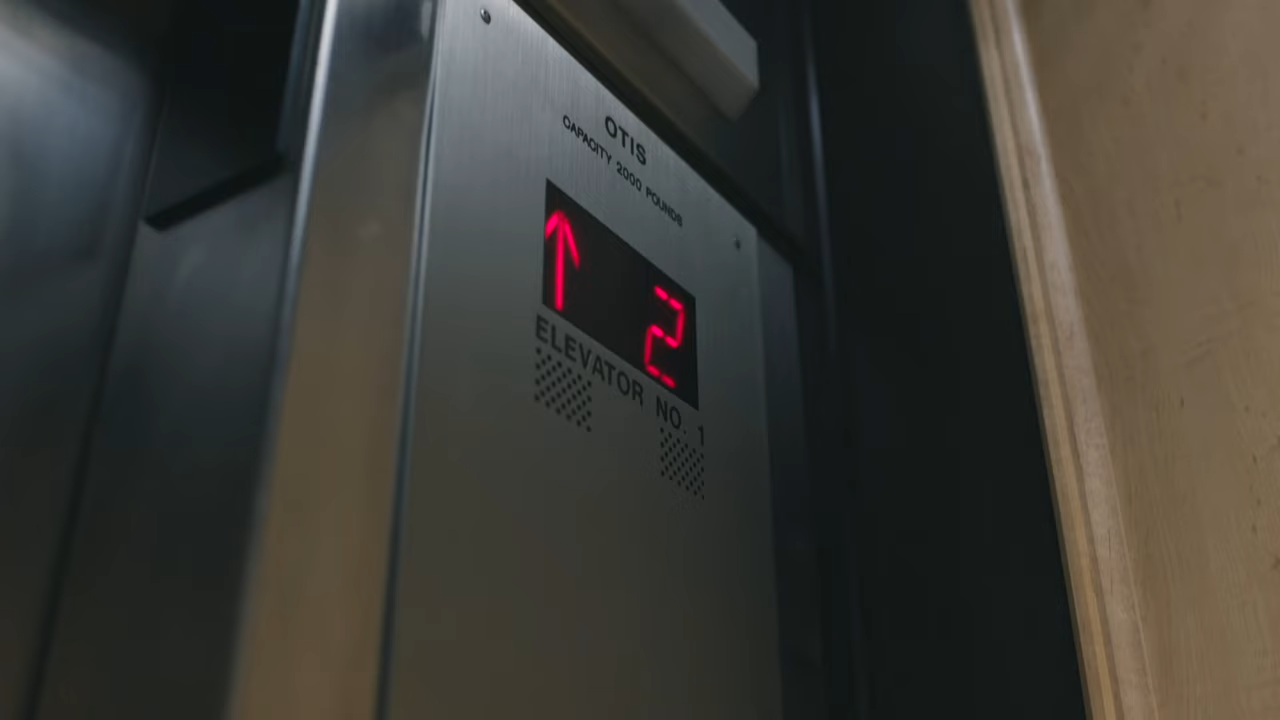 OTIS
CAPACITY 2000 POUNDS
↑ 2
ELEVATOR NO. 1